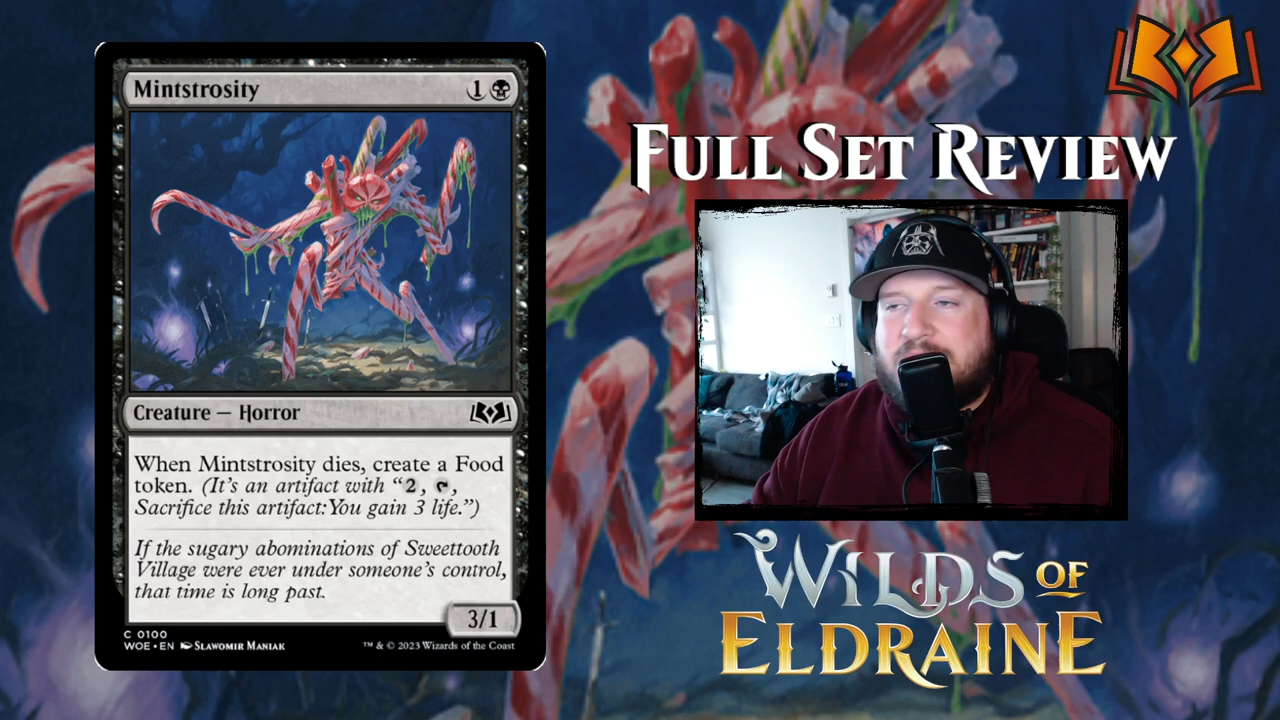 Mintstrosity 1
Creature — Horror
When Mintstrosity dies, create a Food
token. (It's an artifact with “2, ,
Sacrifice this artifact:You gain 3 life.”)
If the sugary abominations of Sweettooth
Village were ever under someone's control,
that time is long past.
3/1
C 0100
WOE • EN Slawomir Maniak
™ & © 2023 Wizards of the Coast
Full Set Review
Wilds of
Eldraine